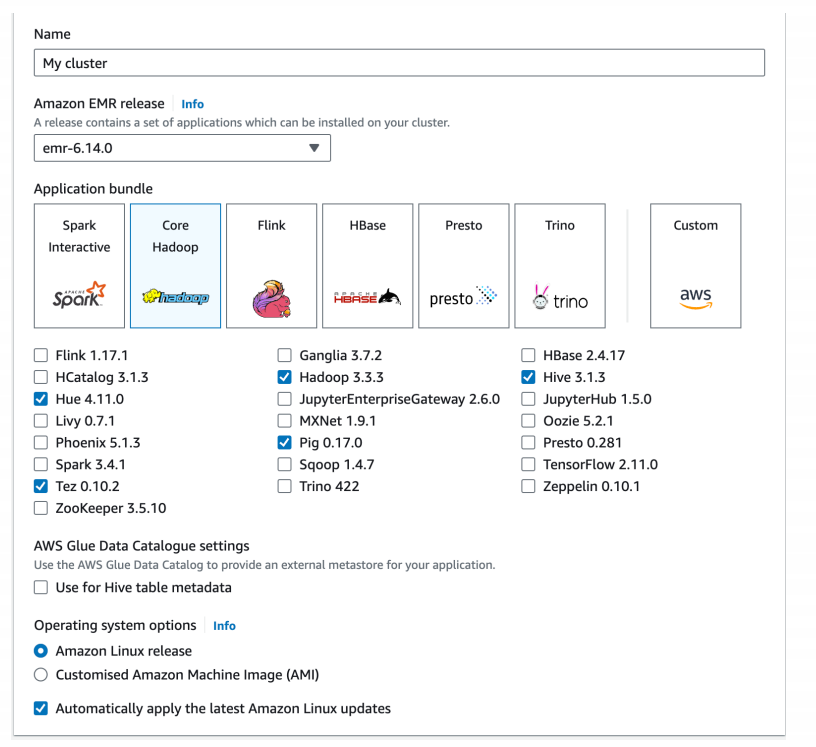 Name
My cluster
Amazon EMR release Info
A release contains a set of applications which can be installed on your cluster.
emr-6.14.0
Application bundle
Spark Interactive
APACHE Spark
Core Hadoop
hadoop
Flink
HBase
APACHE HBASE
Presto
presto
Trino
trino
Custom
aws
Flink 1.17.1 Ganglia 3.7.2 HBase 2.4.17
HCatalog 3.1.3 Hadoop 3.3.3 Hive 3.1.3
Hue 4.11.0 JupyterEnterpriseGateway 2.6.0 JupyterHub 1.5.0
Livy 0.7.1 MXNet 1.9.1 Oozie 5.2.1
Phoenix 5.1.3 Pig 0.17.0 Presto 0.281
Spark 3.4.1 Sqoop 1.4.7 TensorFlow 2.11.0
Tez 0.10.2 Trino 422 Zeppelin 0.10.1
ZooKeeper 3.5.10
AWS Glue Data Catalogue settings
Use the AWS Glue Data Catalog to provide an external metastore for your application.
Use for Hive table metadata
Operating system options Info
Amazon Linux release
Customised Amazon Machine Image (AMI)
Automatically apply the latest Amazon Linux updates